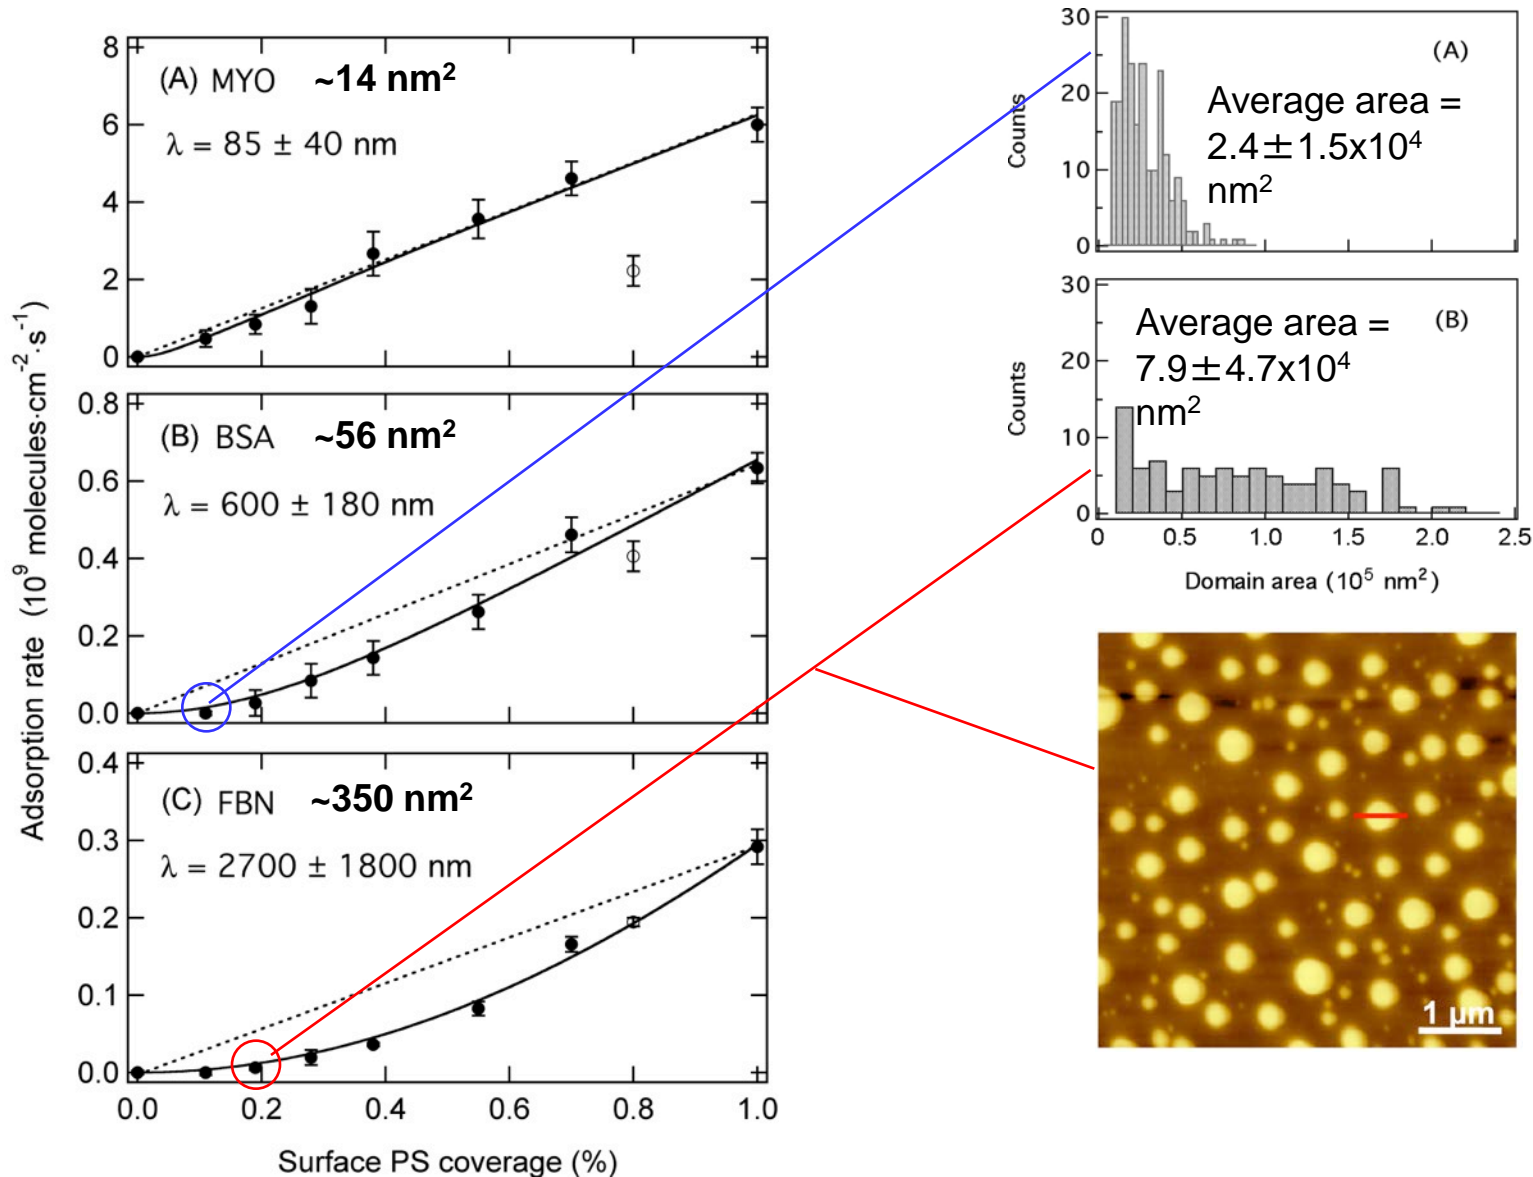 Adsorption rate (10⁹ molecules·cm⁻²·s⁻¹)
8
6
4
2
0
(A) MYO ~14 nm²
λ = 85 ± 40 nm
0.8
0.6
0.4
0.2
0.0
(B) BSA ~56 nm²
λ = 600 ± 180 nm
0.4
0.3
0.2
0.1
0.0
(C) FBN ~350 nm²
λ = 2700 ± 1800 nm
0.0 0.2 0.4 0.6 0.8 1.0
Surface PS coverage (%)
Counts
30
20
10
0
(A)
Average area =
2.4±1.5x10⁴
nm²
Counts
30
20
10
0
(B)
Average area =
7.9±4.7x10⁴
nm²
0 0.5 1.0 1.5 2.0 2.5
Domain area (10⁵ nm²)
1 µm